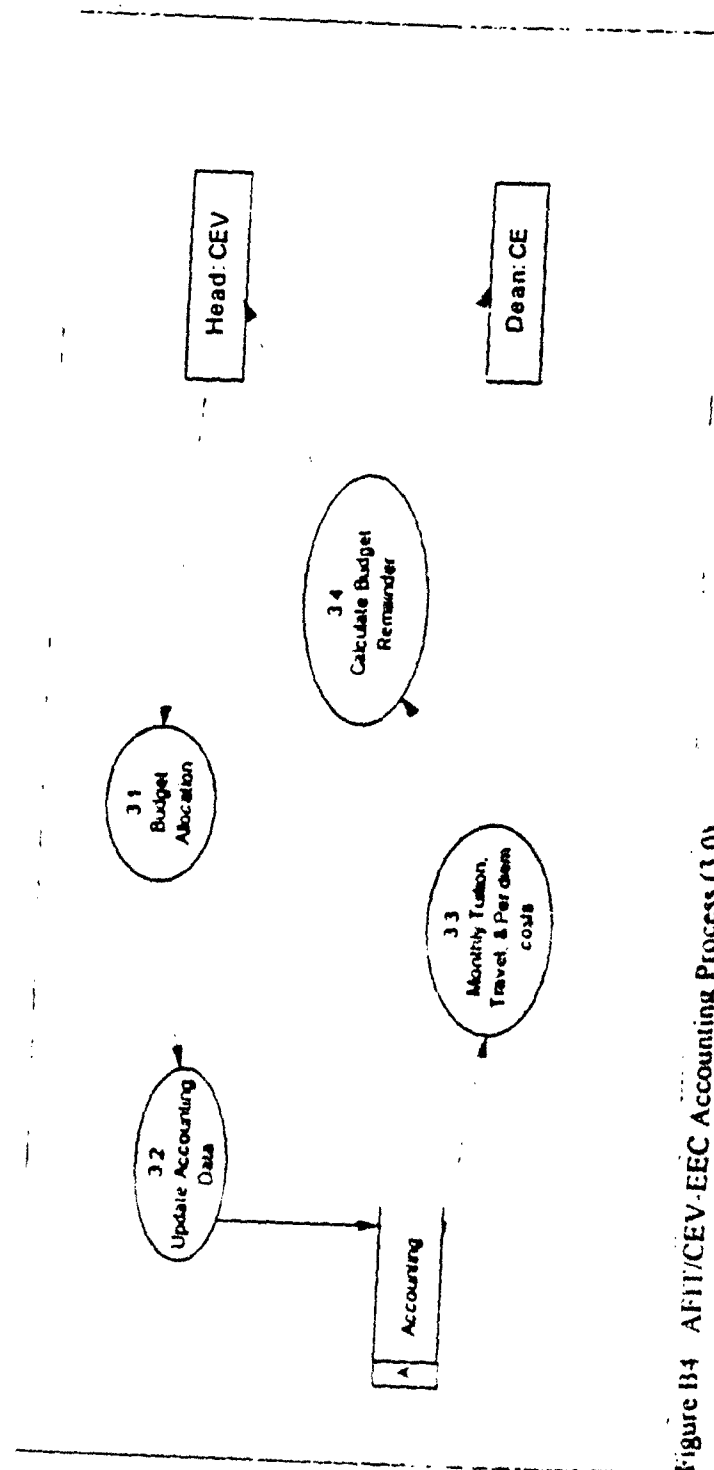 Head: CEV
Dean: CE
3 1
Budget
Allocation
3 4
Calculate Budget
Remainder
3 2
Update Accounting
Data
3 3
Monthly Tuition,
Travel, & Per diem
costs
A
Accounting
Figure B4 AFIT/CEV-EEC Accounting Process (3.0)